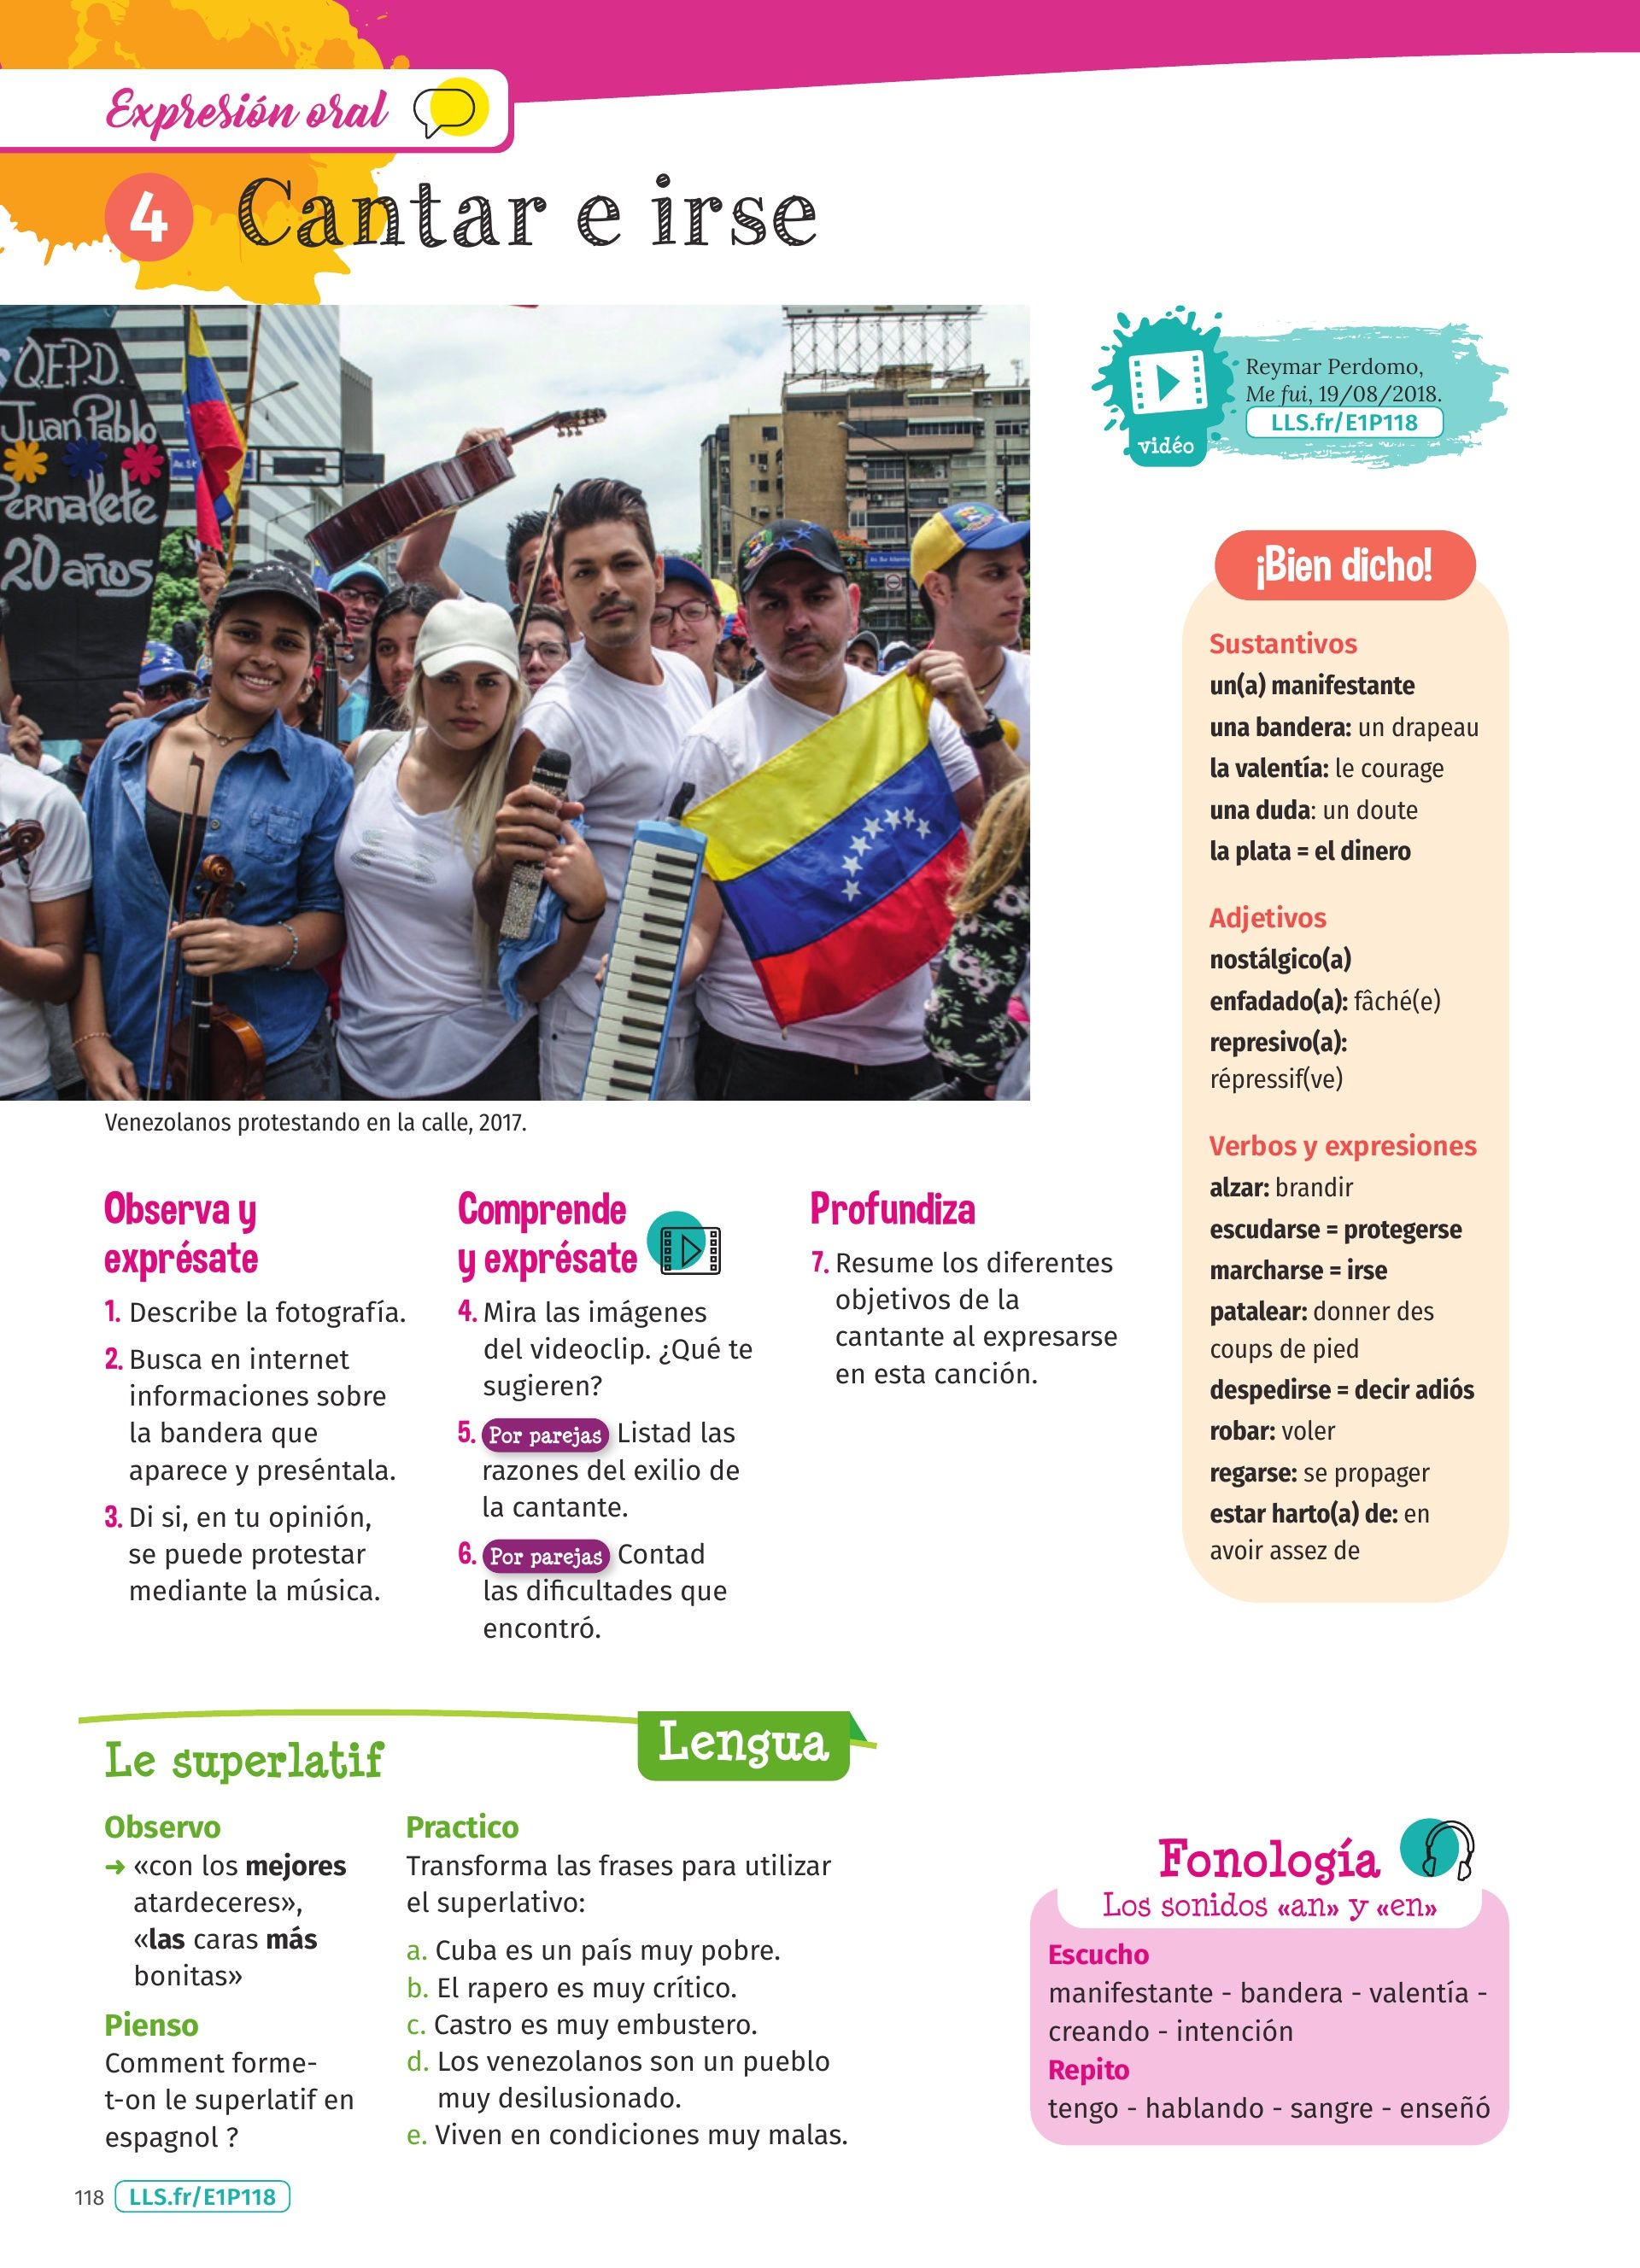 Expresión oral
4 Cantar e irse
Q.E.P.D.
Juan Pablo
Pernalete
20 años
Reymar Perdomo,
Me fui, 19/08/2018.
LLS.fr/E1P118
vidéo
Venezolanos protestando en la calle, 2017.
¡Bien dicho!
Sustantivos
un(a) manifestante
una bandera: un drapeau
la valentía: le courage
una duda: un doute
la plata = el dinero
Adjetivos
nostálgico(a)
enfadado(a): fâché(e)
represivo(a):
répressif(ve)
Verbos y expresiones
alzar: brandir
escudarse = protegerse
marcharse = irse
patalear: donner des
coups de pied
despedirse = decir adiós
robar: voler
regarse: se propager
estar harto(a) de: en
avoir assez de
Observa y
exprésate
1. Describe la fotografía.
2. Busca en internet
informaciones sobre
la bandera que
aparece y preséntala.
3. Di si, en tu opinión,
se puede protestar
mediante la música.
Comprende
y exprésate
4. Mira las imágenes
del videoclip. ¿Qué te
sugieren?
5. Por parejas Listad las
razones del exilio de
la cantante.
6. Por parejas Contad
las dificultades que
encontró.
Profundiza
7. Resume los diferentes
objetivos de la
cantante al expresarse
en esta canción.
Lengua
Le superlatif
Observo
➜ «con los mejores
atardeceres»,
«las caras más
bonitas»
Pienso
Comment forme-
t-on le superlatif en
espagnol ?
Practico
Transforma las frases para utilizar
el superlativo:
a. Cuba es un país muy pobre.
b. El rapero es muy crítico.
c. Castro es muy embustero.
d. Los venezolanos son un pueblo
muy desilusionado.
e. Viven en condiciones muy malas.
Fonología
Los sonidos «an» y «en»
Escucho
manifestante - bandera - valentía -
creando - intención
Repito
tengo - hablando - sangre - enseñó
118 LLS.fr/E1P118